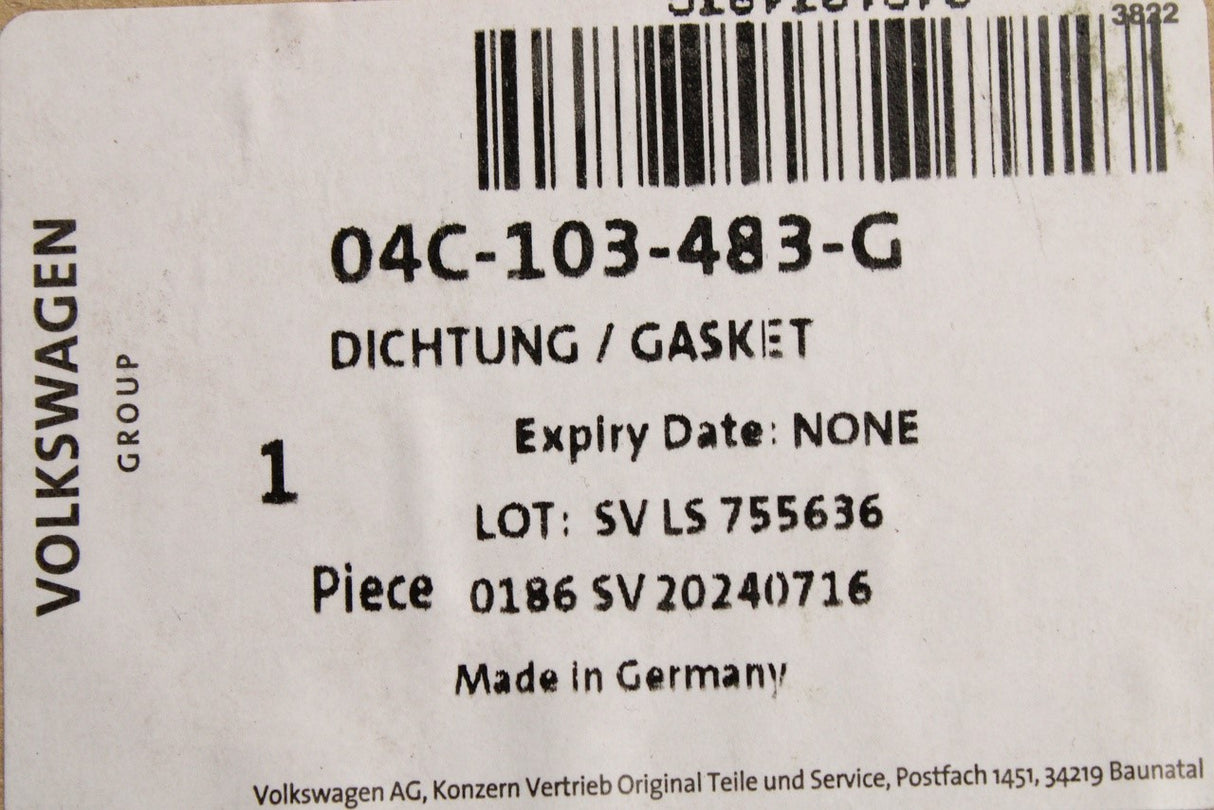 3822
04C-103-483-G
DICHTUNG / GASKET
Expiry Date: NONE
1
LOT: SV LS 755636
Piece 0186 SV 20240716
Made in Germany
VOLKSWAGEN
GROUP
Volkswagen AG, Konzern Vertrieb Original Teile und Service, Postfach 1451, 34219 Baunatal